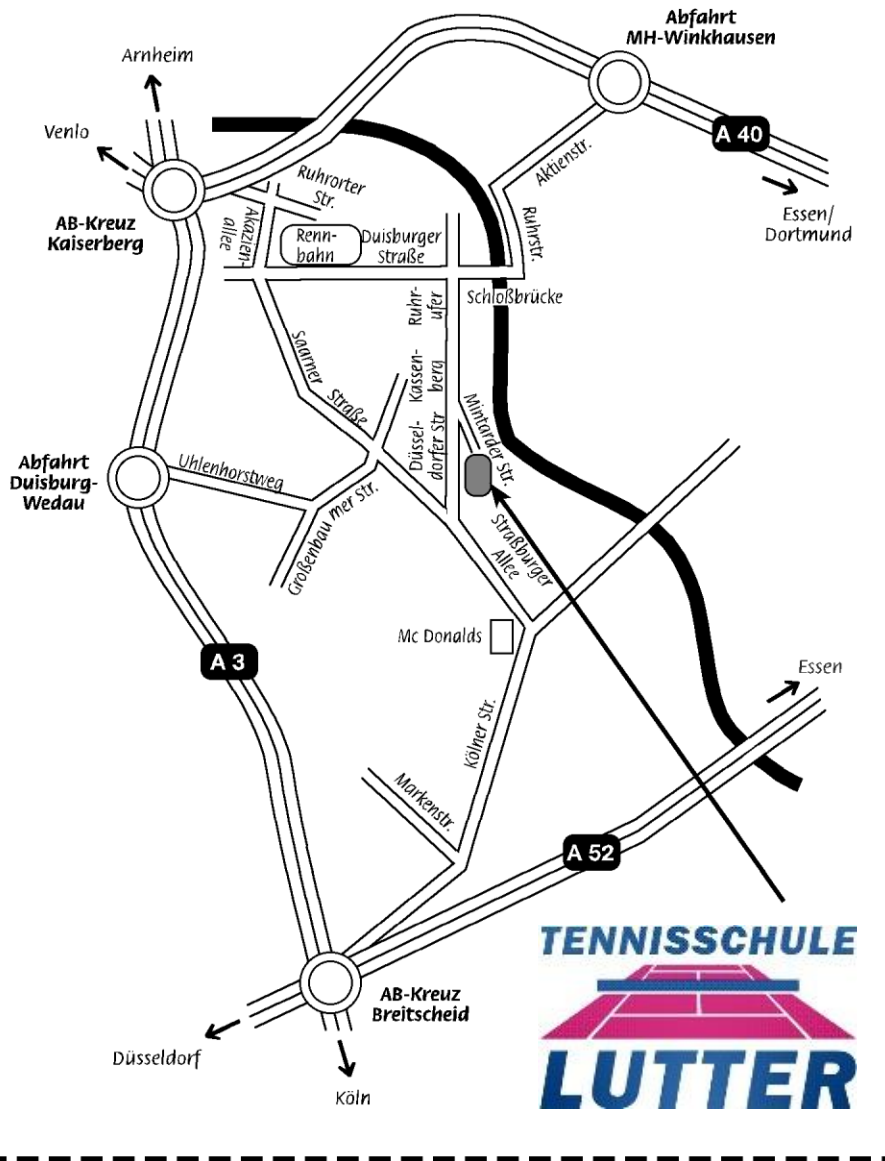 Abfahrt
MH-Winkhausen
Arnheim
Venlo
A 40
Aktienstr.
Ruhrorter
Str.
Essen/
Dortmund
AB-Kreuz
Kaiserberg
Akazien-
allee
Renn-
bahn
Duisburger
Straße
Ruhrstr.
Schloßbrücke
Ruhr-
ufer
Saarner
Straße
Kassen-
berg
Mintarder Str.
Düssel-
dorfer Str
Abfahrt
Duisburg-
Wedau
Uhlenhorstweg
Großenbau mer Str.
Straßburger
Allee
Mc Donalds
A 3
Essen
Kölner Str.
Markenstr.
A 52
AB-Kreuz
Breitscheid
Düsseldorf
Köln
TENNISSCHULE
LUTTER